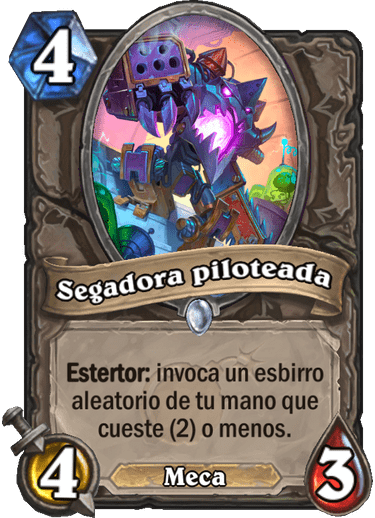 4
Segadora piloteada
Estertor: invoca un esbirro
aleatorio de tu mano que
cueste (2) o menos.
4
Meca
3